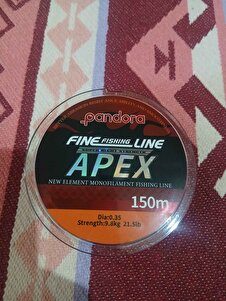 pandora
FINE FISHING LINE
APEX
NEW ELEMENT MONOFILAMENT FISHING LINE
150m
Dia:0.35
Strength:9.8kg 21.5lb